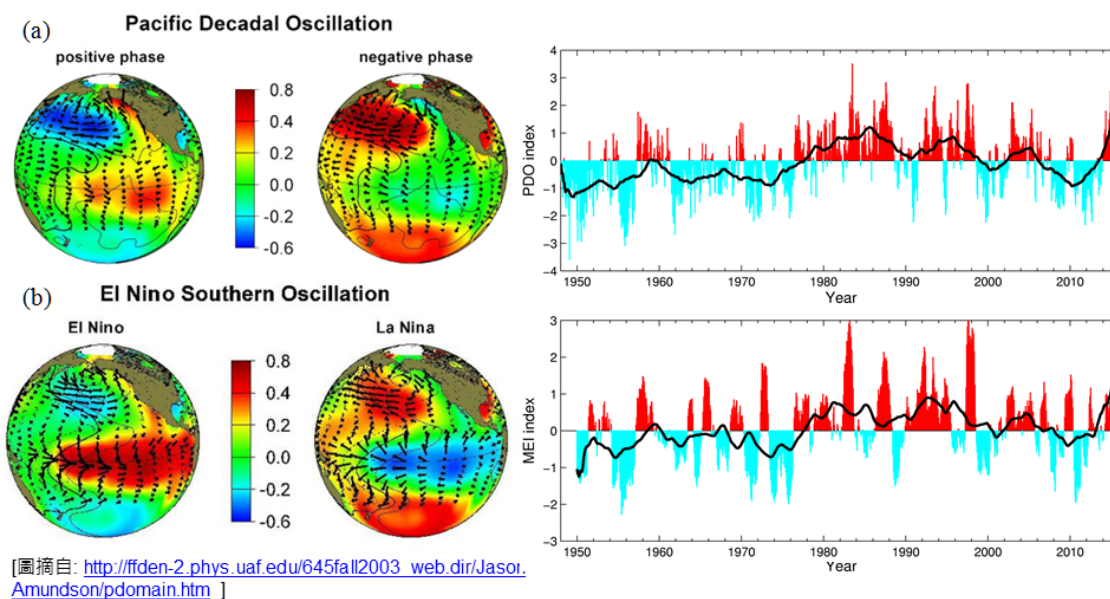 (a)
Pacific Decadal Oscillation
positive phase
negative phase
0.8
0.4
0.2
0.0
-0.2
-0.6
4
3
2
1
0
−1
−2
−3
−4
PDO index
1950 1960 1970 1980 1990 2000 2010
Year
(b)
El Nino Southern Oscillation
El Nino
La Nina
0.8
0.4
0.2
0.0
-0.2
-0.6
3
2
1
0
−1
−2
−3
MEI index
1950 1960 1970 1980 1990 2000 2010
Year
[圖摘自: http://ffden-2.phys.uaf.edu/645fall2003_web.dir/Jason.
Amundson/pdomain.htm ]